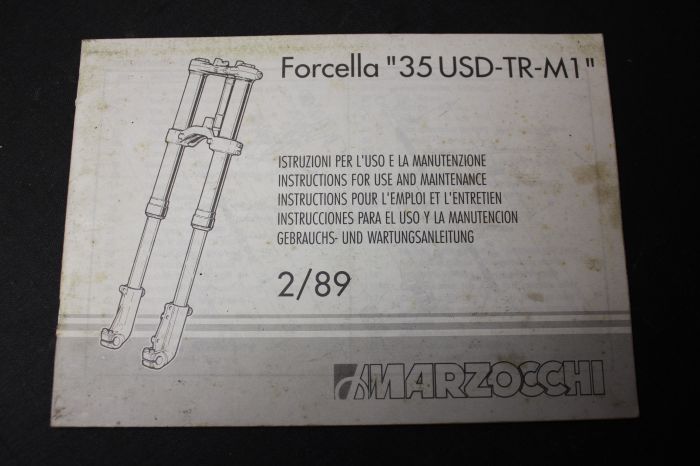 Forcella "35 USD-TR-M1"
ISTRUZIONI PER L'USO E LA MANUTENZIONE
INSTRUCTIONS FOR USE AND MAINTENANCE
INSTRUCTIONS POUR L'EMPLOI ET L'ENTRETIEN
INSTRUCCIONES PARA EL USO Y LA MANUTENCION
GEBRAUCHS- UND WARTUNGSANLEITUNG
2/89
MARZOCCHI